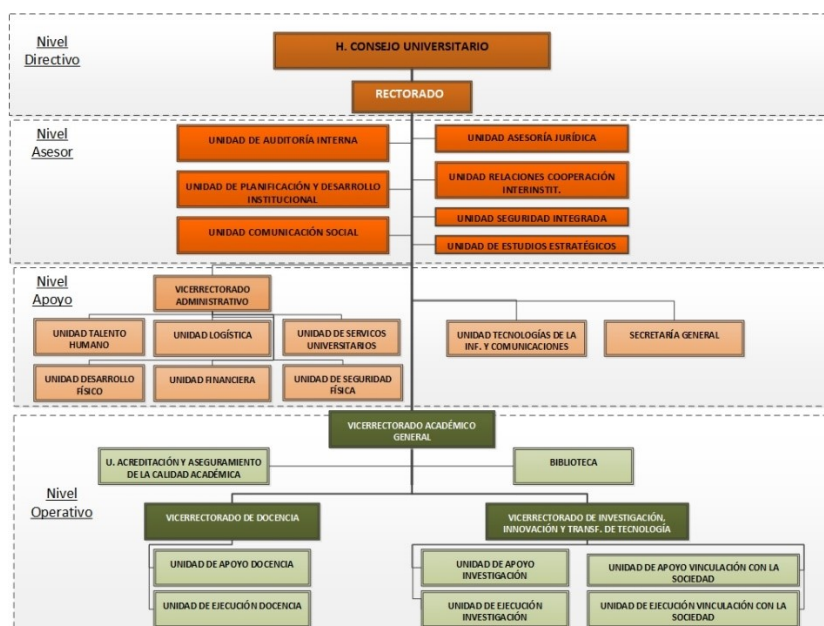 Nivel
Directivo
H. CONSEJO UNIVERSITARIO
RECTORADO
Nivel
Asesor
UNIDAD DE AUDITORÍA INTERNA
UNIDAD ASESORÍA JURÍDICA
UNIDAD DE PLANIFICACIÓN Y DESARROLLO
INSTITUCIONAL
UNIDAD RELACIONES COOPERACIÓN
INTERINSTIT.
UNIDAD COMUNICACIÓN SOCIAL
UNIDAD SEGURIDAD INTEGRADA
UNIDAD DE ESTUDIOS ESTRATÉGICOS
Nivel
Apoyo
VICERRECTORADO
ADMINISTRATIVO
UNIDAD TALENTO
HUMANO
UNIDAD LOGÍSTICA
UNIDAD DE SERVICOS
UNIVERSITARIOS
UNIDAD TECNOLOGÍAS DE LA
INF. Y COMUNICACIONES
SECRETARÍA GENERAL
UNIDAD DESARROLLO
FÍSICO
UNIDAD FINANCIERA
UNIDAD DE SEGURIDAD
FÍSICA
Nivel
Operativo
VICERRECTORADO ACADÉMICO
GENERAL
U. ACREDITACIÓN Y ASEGURAMIENTO
DE LA CALIDAD ACADÉMICA
BIBLIOTECA
VICERRECTORADO DE DOCENCIA
VICERRECTORADO DE INVESTIGACIÓN,
INNOVACIÓN Y TRANSF. DE TECNOLOGÍA
UNIDAD DE APOYO DOCENCIA
UNIDAD DE APOYO
INVESTIGACIÓN
UNIDAD DE APOYO VINCULACIÓN CON LA
SOCIEDAD
UNIDAD DE EJECUCIÓN DOCENCIA
UNIDAD DE EJECUCIÓN
INVESTIGACIÓN
UNIDAD DE EJECUCIÓN VINCULACIÓN CON LA
SOCIEDAD